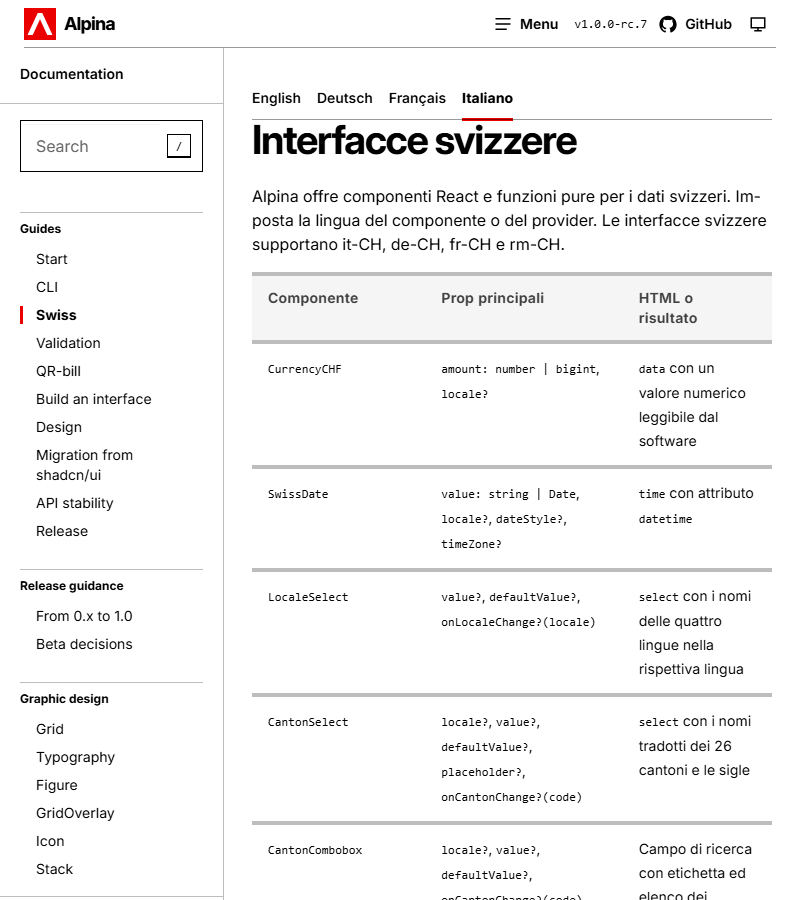 Alpina
Menu
v1.0.0-rc.7
GitHub
Documentation
Search
/
Guides
Start
CLI
Swiss
Validation
QR-bill
Build an interface
Design
Migration from
shadcn/ui
API stability
Release
Release guidance
From 0.x to 1.0
Beta decisions
Graphic design
Grid
Typography
Figure
GridOverlay
Icon
Stack
English Deutsch Français Italiano
Interfacce svizzere
Alpina offre componenti React e funzioni pure per i dati svizzeri. Im-
posta la lingua del componente o del provider. Le interfacce svizzere
supportano it-CH, de-CH, fr-CH e rm-CH.
Componente
Prop principali
HTML o
risultato
CurrencyCHF
amount: number | bigint,
locale?
data con un
valore numerico
leggibile dal
software
SwissDate
value: string | Date,
locale?, dateStyle?,
timeZone?
time con attributo
datetime
LocaleSelect
value?, defaultValue?,
onLocaleChange?(locale)
select con i nomi
delle quattro
lingue nella
rispettiva lingua
CantonSelect
locale?, value?,
defaultValue?,
placeholder?,
onCantonChange?(code)
select con i nomi
tradotti dei 26
cantoni e le sigle
CantonCombobox
locale?, value?,
defaultValue?,
onCantonChange?(code)
Campo di ricerca
con etichetta ed
elenco dei